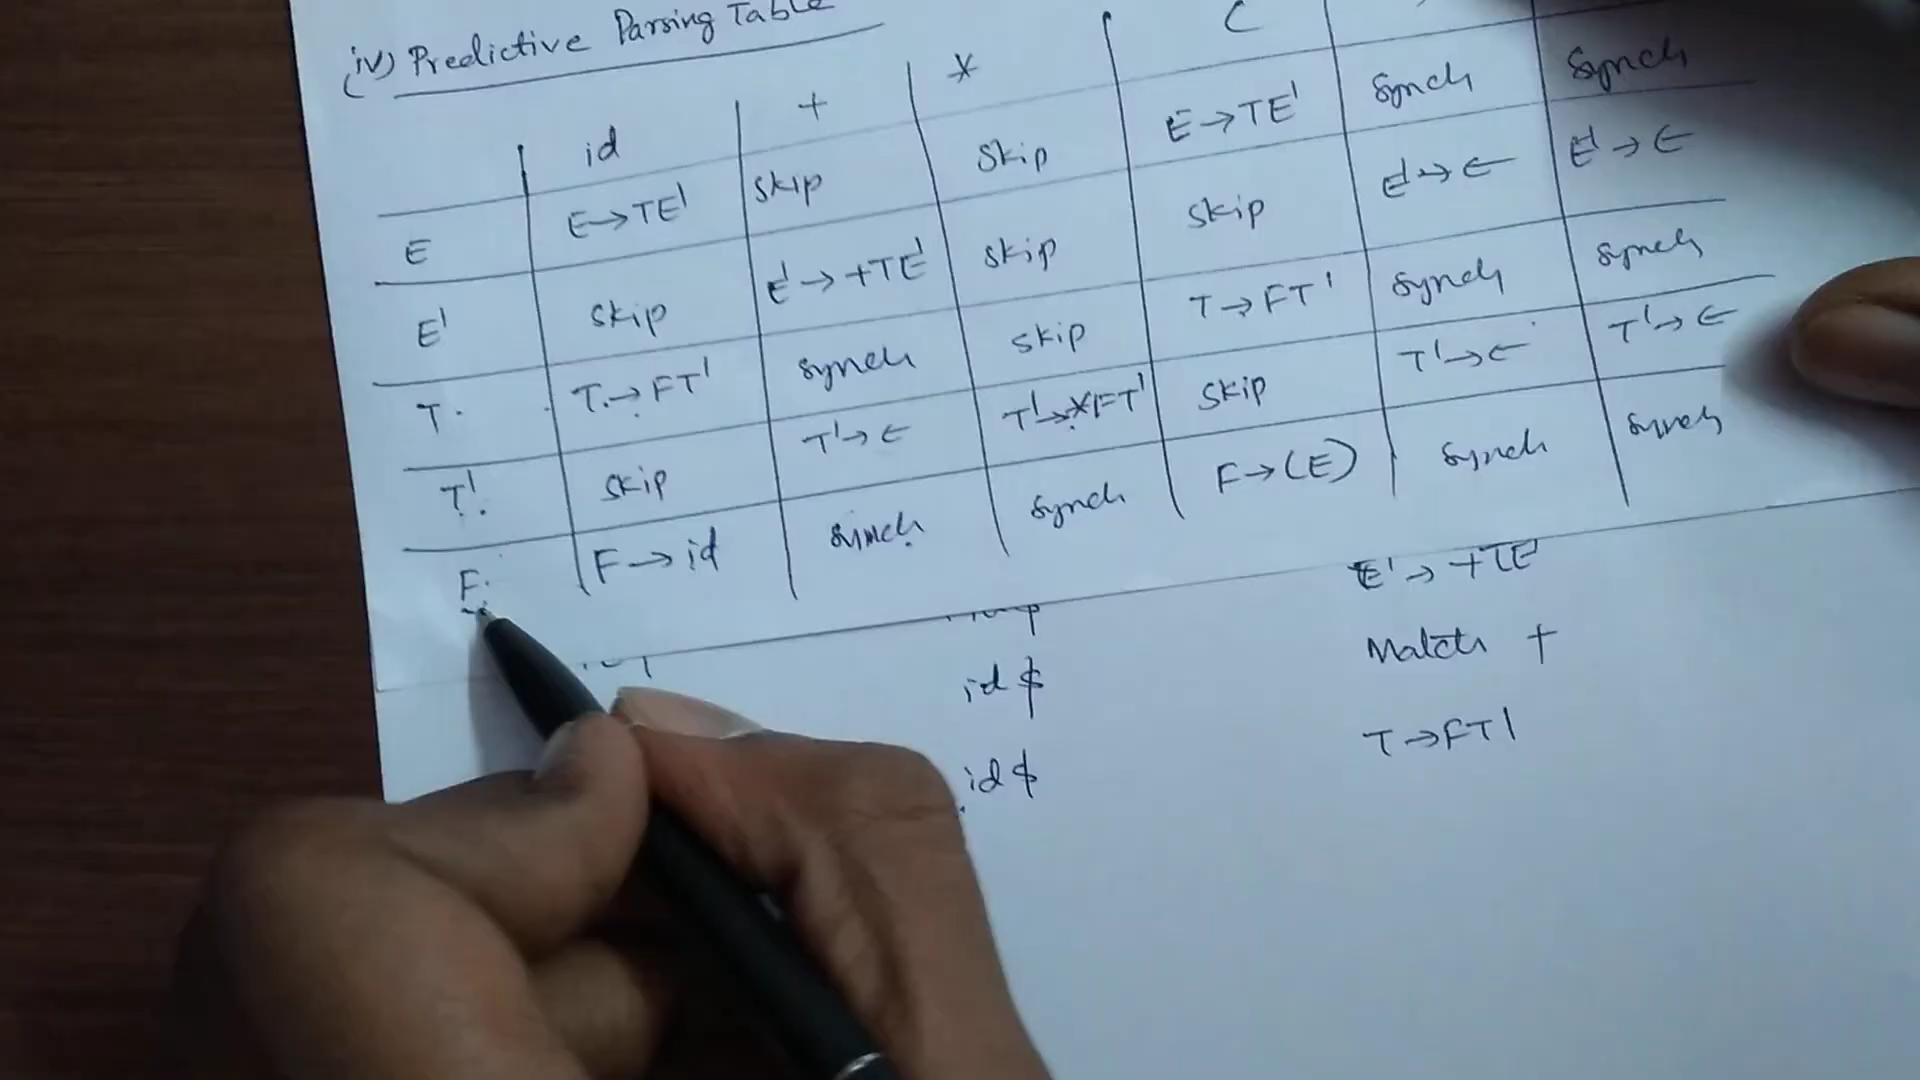 (iv) Predictive Parsing Table
id + * (
E E→TE' skip skip E→TE' synch synch
E' skip E'→+TE' skip skip E'→∈ E'→∈
T T→FT' synch skip T→FT' synch synch
T' skip T'→∈ T'→*FT' skip T'→∈ T'→∈
F F→id synch synch F→(E) synch synch
E'→+TE'
id$ Match +
id$ T→FT'